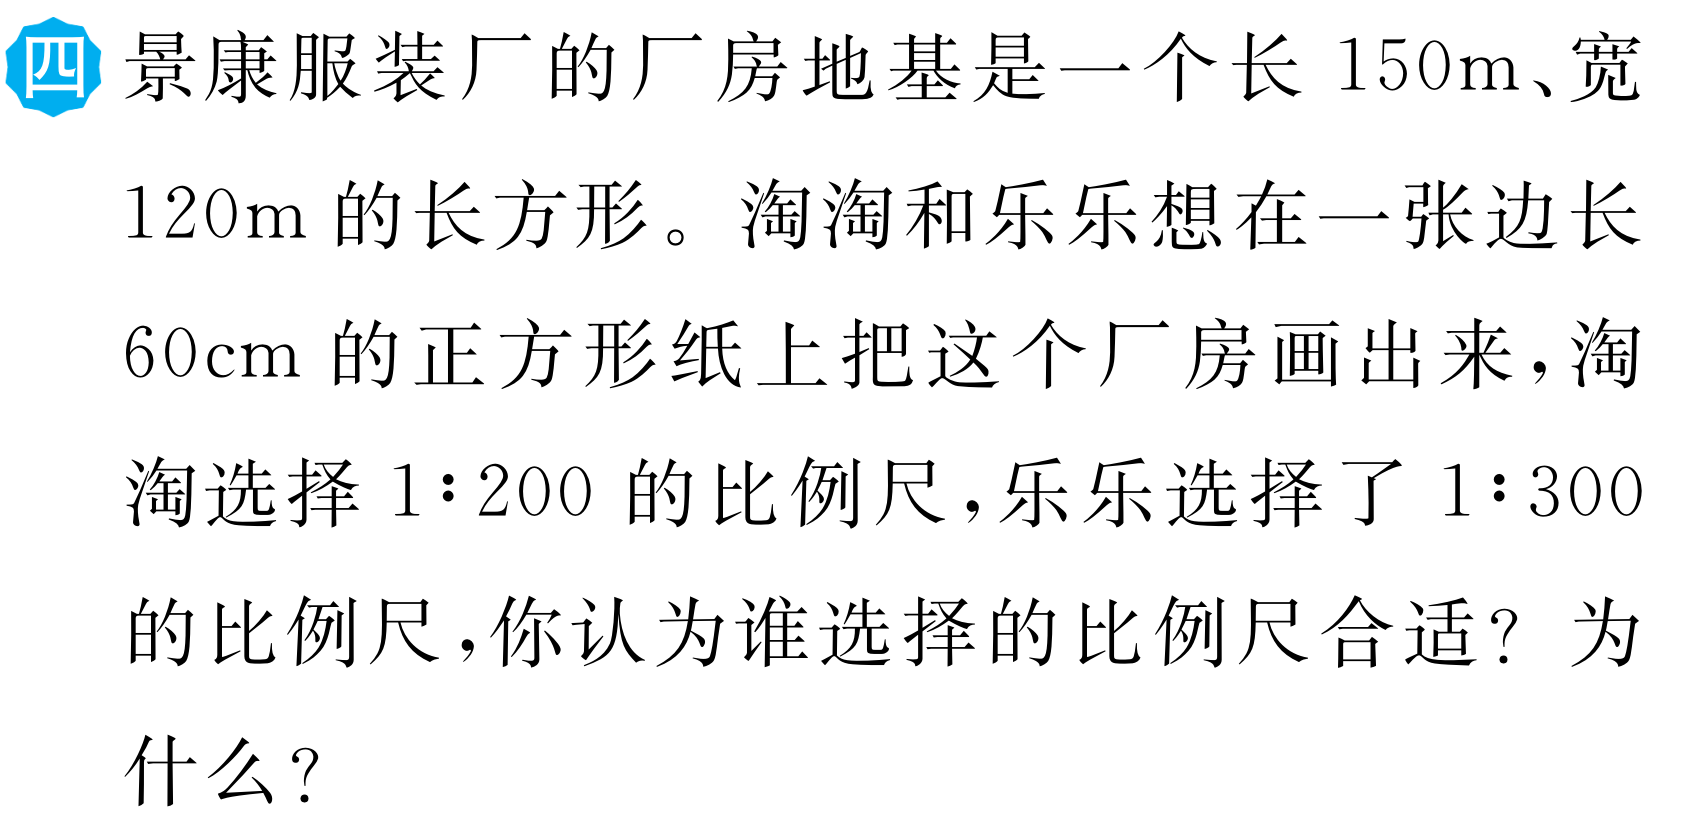 四 景康服装厂的厂房地基是一个长 150m、宽
120m 的长方形。淘淘和乐乐想在一张边长
60cm 的正方形纸上把这个厂房画出来,淘
淘选择 1∶200 的比例尺,乐乐选择了 1∶300
的比例尺,你认为谁选择的比例尺合适? 为
什么?